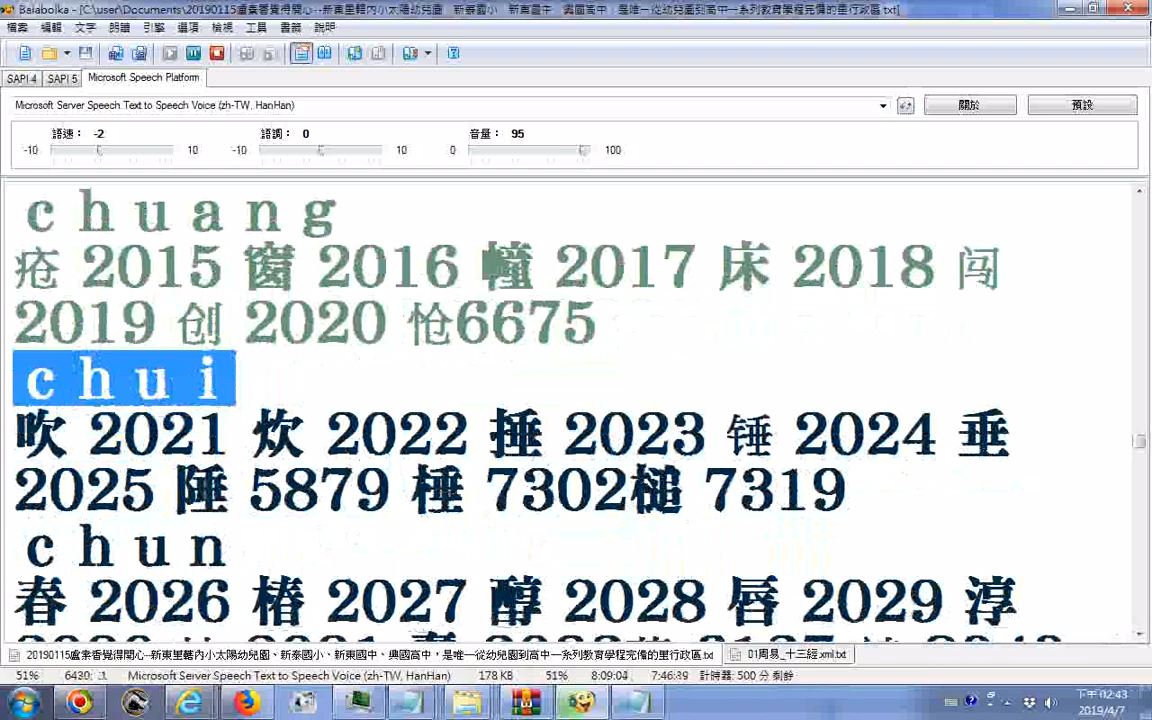 Balabolka - [C:\user\Documents\20190115盧泰香覺得開心--新東里轄內小太陽幼兒園、新泰國小、新東國中、興國高中，是唯一從幼兒園到高中一系列教育學程完備的里行政區.txt]
檔案 編輯 文字 朗讀 引擎 選項 檢視 工具 書籤 說明
SAPI 4 SAPI 5 Microsoft Speech Platform
Microsoft Server Speech Text to Speech Voice (zh-TW, HanHan) 關於 預設
語速： -2 語調： 0 音量： 95
-10 10 -10 10 0 100
c h u a n g
疮 2015 窗 2016 幢 2017 床 2018 闯
2019 创 2020 怆6675
c h u i
吹 2021 炊 2022 捶 2023 锤 2024 垂
2025 陲 5879 棰 7302槌 7319
c h u n
春 2026 椿 2027 醇 2028 唇 2029 淳
20190115盧泰香覺得開心--新東里轄內小太陽幼兒園、新泰國小、新東國中、興國高中，是唯一從幼兒園到高中一系列教育學程完備的里行政區.txt 01周易_十三經.xml.txt
51% 6430: 1 Microsoft Server Speech Text to Speech Voice (zh-TW, HanHan) 178 KB 51% 8:09:04 7:46:39 計時器: 500 分 剩餘
下午 02:43
2019/4/7